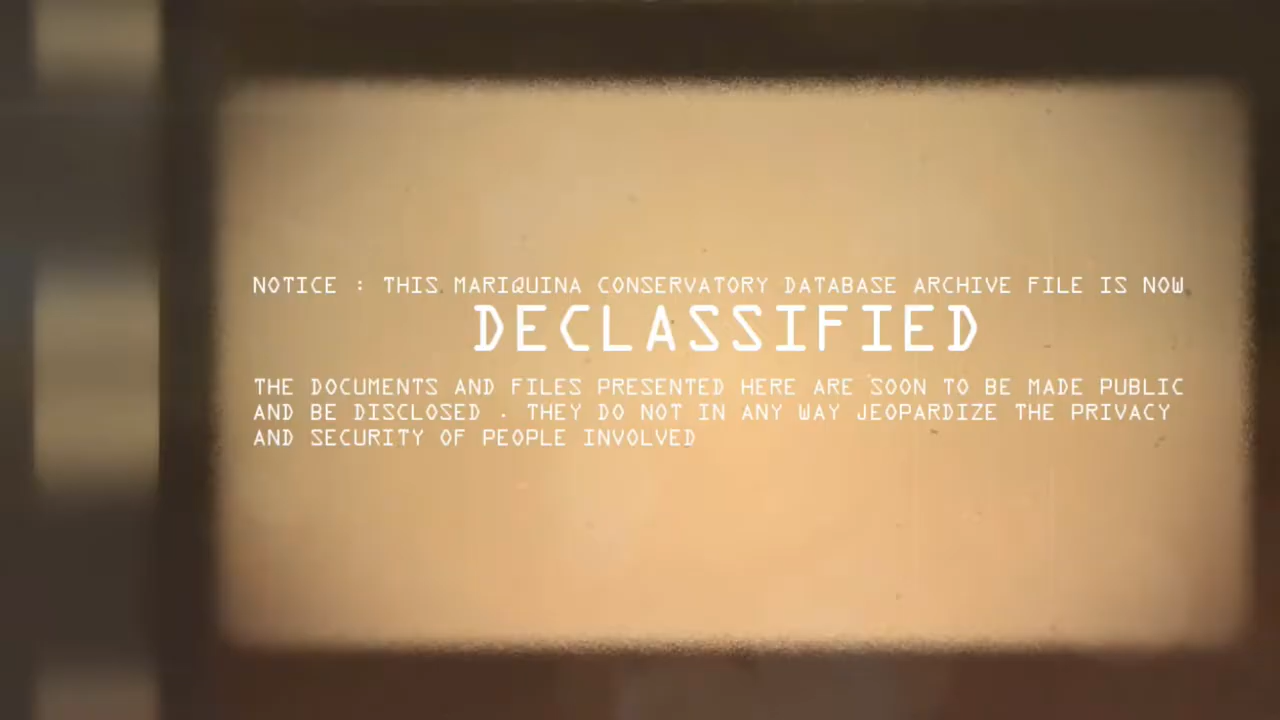 NOTICE : THIS MARIQUINA CONSERVATORY DATABASE ARCHIVE FILE IS NOW
DECLASSIFIED
THE DOCUMENTS AND FILES PRESENTED HERE ARE SOON TO BE MADE PUBLIC
AND BE DISCLOSED . THEY DO NOT IN ANY WAY JEOPARDIZE THE PRIVACY
AND SECURITY OF PEOPLE INVOLVED